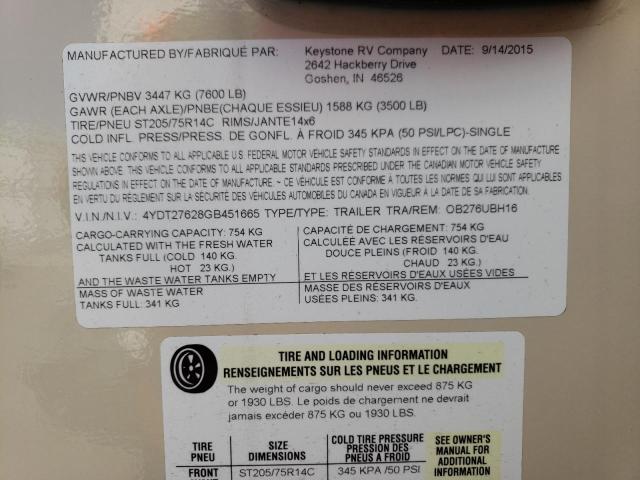 MANUFACTURED BY/FABRIQUÉ PAR: Keystone RV Company DATE: 9/14/2015
2642 Hackberry Drive
Goshen, IN 46526
GVWR/PNBV 3447 KG (7600 LB)
GAWR (EACH AXLE)/PNBE(CHAQUE ESSIEU) 1588 KG (3500 LB)
TIRE/PNEU ST205/75R14C RIMS/JANTE14x6
COLD INFL. PRESS/PRESS. DE GONFL. À FROID 345 KPA (50 PSI/LPC)-SINGLE
THIS VEHICLE CONFORMS TO ALL APPLICABLE U.S. FEDERAL MOTOR VEHICLE SAFETY STANDARDS IN EFFECT ON THE DATE OF MANUFACTURE
SHOWN ABOVE. THIS VEHICLE CONFORMS TO ALL APPLICABLE STANDARDS PRESCRIBED UNDER THE CANADIAN MOTOR VEHICLE SAFETY
REGULATIONS IN EFFECT ON THE DATE OF MANUFACTURE ~ CE VÉHICULE EST CONFORME À TOUTES LES NORMES QUI LUI SONT APPLICABLES
EN VERTU DU RÈGLEMENT SUR LA SÉCURITÉ DES VÉHICULES AUTOMOBILES DU CANADA EN VIGUEUR À LA DATE DE SA FABRICATION.
V.I.N./N.I.V.: 4YDT27628GB451665 TYPE/TYPE: TRAILER TRA/REM: OB276UBH16
CARGO-CARRYING CAPACITY: 754 KG
CALCULATED WITH THE FRESH WATER
TANKS FULL (COLD 140 KG.
HOT 23 KG.)
AND THE WASTE WATER TANKS EMPTY
MASS OF WASTE WATER
TANKS FULL: 341 KG
CAPACITÉ DE CHARGEMENT: 754 KG
CALCULÉE AVEC LES RÉSERVOIRS D'EAU
DOUCE PLEINS (FROID 140 KG.
CHAUD 23 KG.)
ET LES RÉSERVOIRS D'EAUX USÉES VIDES
MASSE DES RÉSERVOIRS D'EAUX
USÉES PLEINS: 341 KG.
TIRE AND LOADING INFORMATION
RENSEIGNEMENTS SUR LES PNEUS ET LE CHARGEMENT
The weight of cargo should never exceed 875 KG
or 1930 LBS. Le poids de chargement ne devrait
jamais excéder 875 KG ou 1930 LBS.
TIRE
PNEU
SIZE
DIMENSIONS
COLD TIRE PRESSURE
PRESSION DES
PNEUS A FROID
SEE OWNER'S
MANUAL FOR
ADDITIONAL
INFORMATION
FRONT
ST205/75R14C
345 KPA /50 PSI